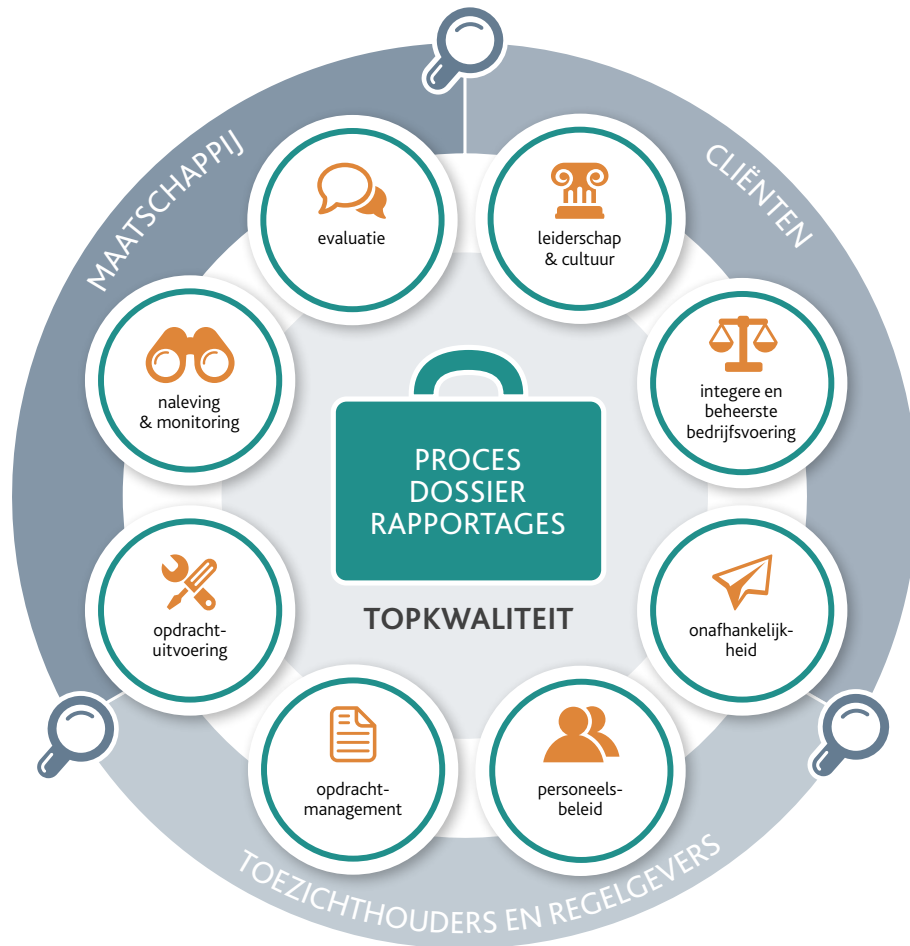 MAATSCHAPPIJ
CLIËNTEN
evaluatie
leiderschap
& cultuur
naleving
& monitoring
integere en
beheerste
bedrijfsvoering
PROCES
DOSSIER
RAPPORTAGES
TOPKWALITEIT
opdracht-
uitvoering
onafhankelijk-
heid
opdracht-
management
personeels-
beleid
TOEZICHTHOUDERS EN REGELGEVERS